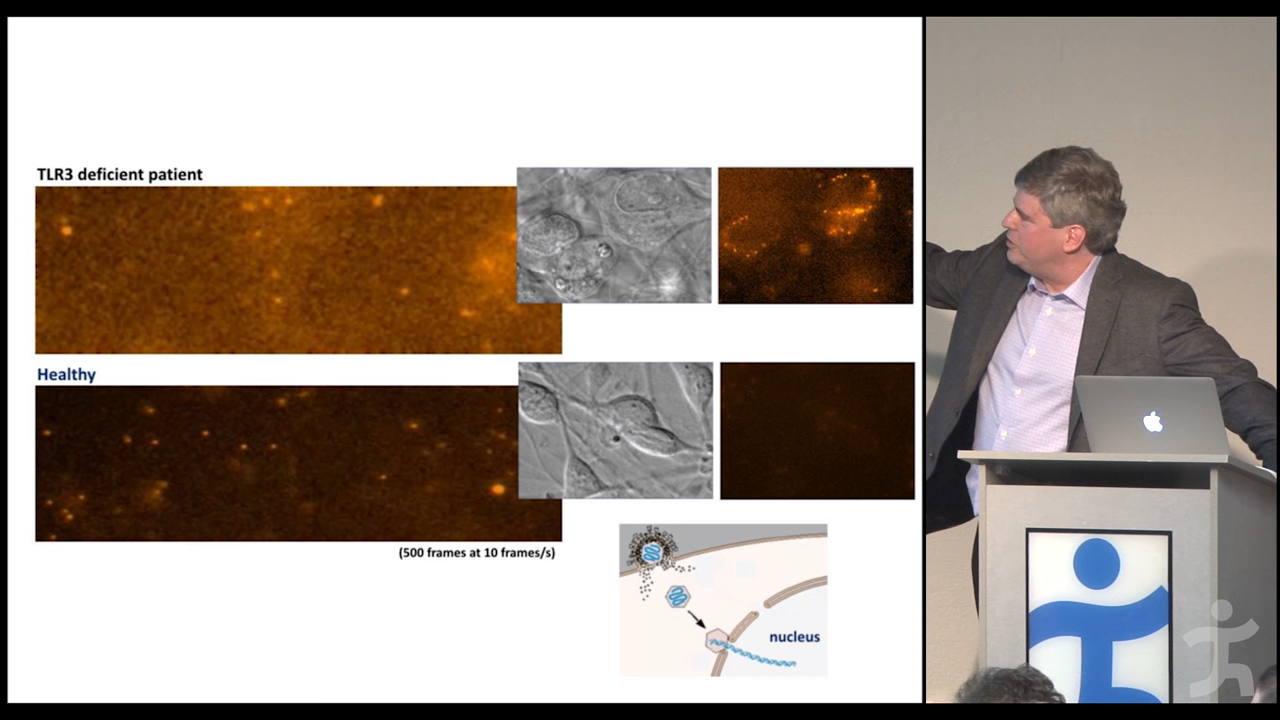 TLR3 deficient patient
Healthy
(500 frames at 10 frames/s)
nucleus